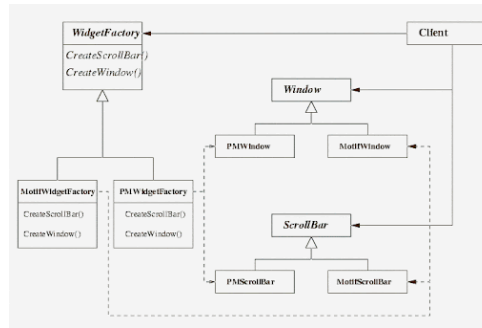 WidgetFactory
CreateScrollBar()
CreateWindow()
Client
Window
PMWindow
MotifWindow
MotifWidgetFactory
CreateScrollBar()
CreateWindow()
PMWidgetFactory
CreateScrollBar()
CreateWindow()
ScrollBar
PMScrollBar
MotifScrollBar